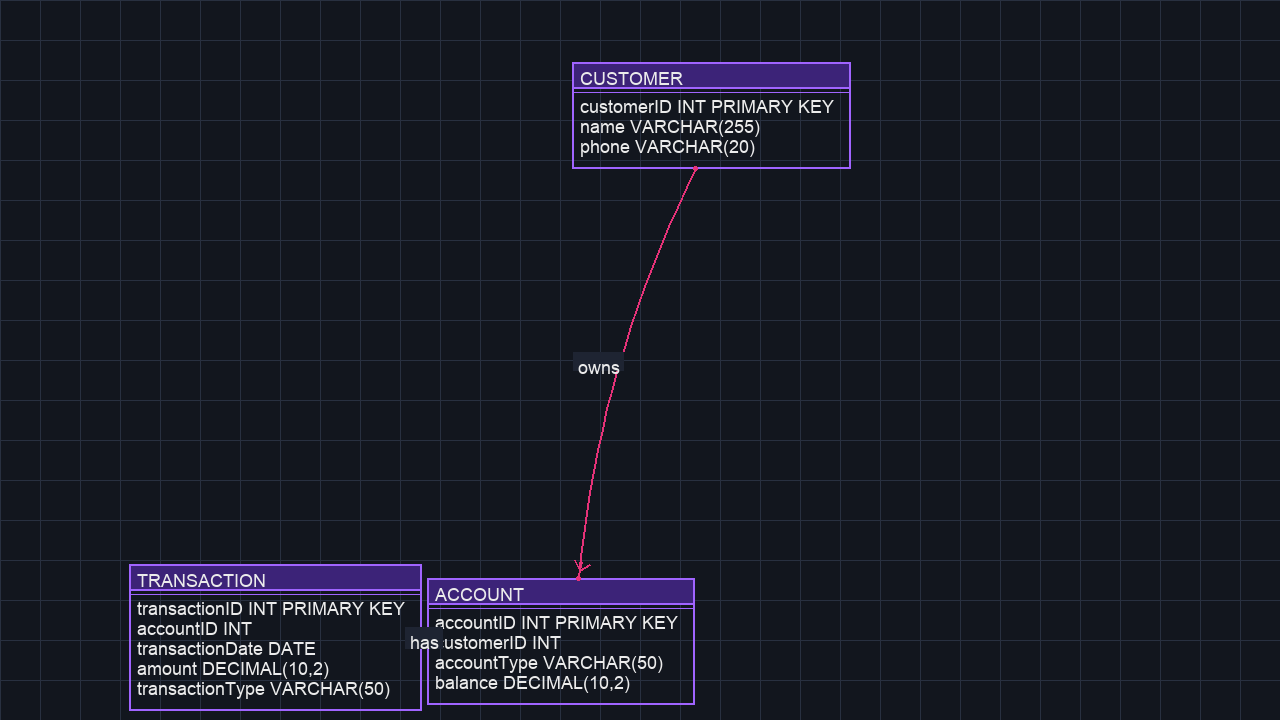 CUSTOMER
customerID INT PRIMARY KEY
name VARCHAR(255)
phone VARCHAR(20)
owns
TRANSACTION
transactionID INT PRIMARY KEY
accountID INT
transactionDate DATE
amount DECIMAL(10,2)
transactionType VARCHAR(50)
has
ACCOUNT
accountID INT PRIMARY KEY
customerID INT
accountType VARCHAR(50)
balance DECIMAL(10,2)